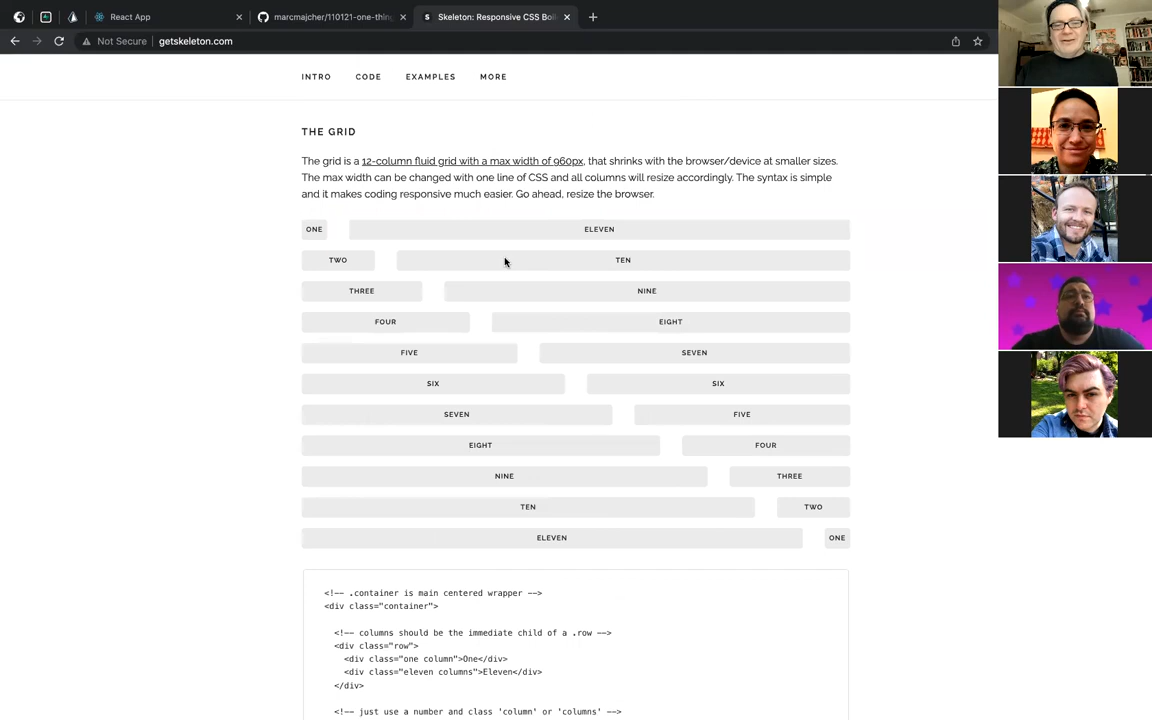 React App
marcmajcher/110121-one-thing
Skeleton: Responsive CSS Boil
Not Secure
getskeleton.com
INTRO
CODE
EXAMPLES
MORE
THE GRID
The grid is a 12-column fluid grid with a max width of 960px, that shrinks with the browser/device at smaller sizes.
The max width can be changed with one line of CSS and all columns will resize accordingly. The syntax is simple
and it makes coding responsive much easier. Go ahead, resize the browser.
ONE ELEVEN
TWO TEN
THREE NINE
FOUR EIGHT
FIVE SEVEN
SIX SIX
SEVEN FIVE
EIGHT FOUR
NINE THREE
TEN TWO
ELEVEN ONE
<!-- .container is main centered wrapper -->
<div class="container">
<!-- columns should be the immediate child of a .row -->
<div class="row">
<div class="one column">One</div>
<div class="eleven columns">Eleven</div>
</div>
<!-- just use a number and class 'column' or 'columns' -->